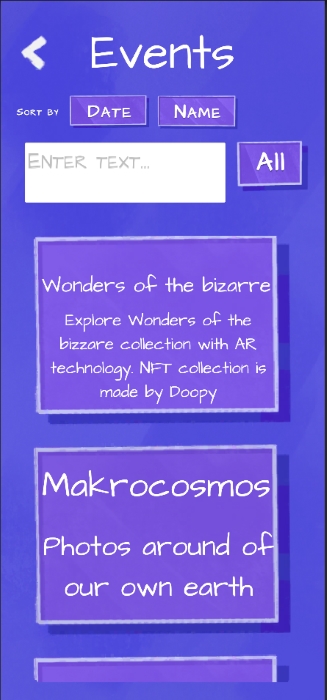 Events
SORT BY DATE NAME
ENTER TEXT... All
Wonders of the bizarre
Explore Wonders of the
bizzare collection with AR
technology. NFT collection is
made by Doopy
Makrocosmos
Photos around of
our own earth